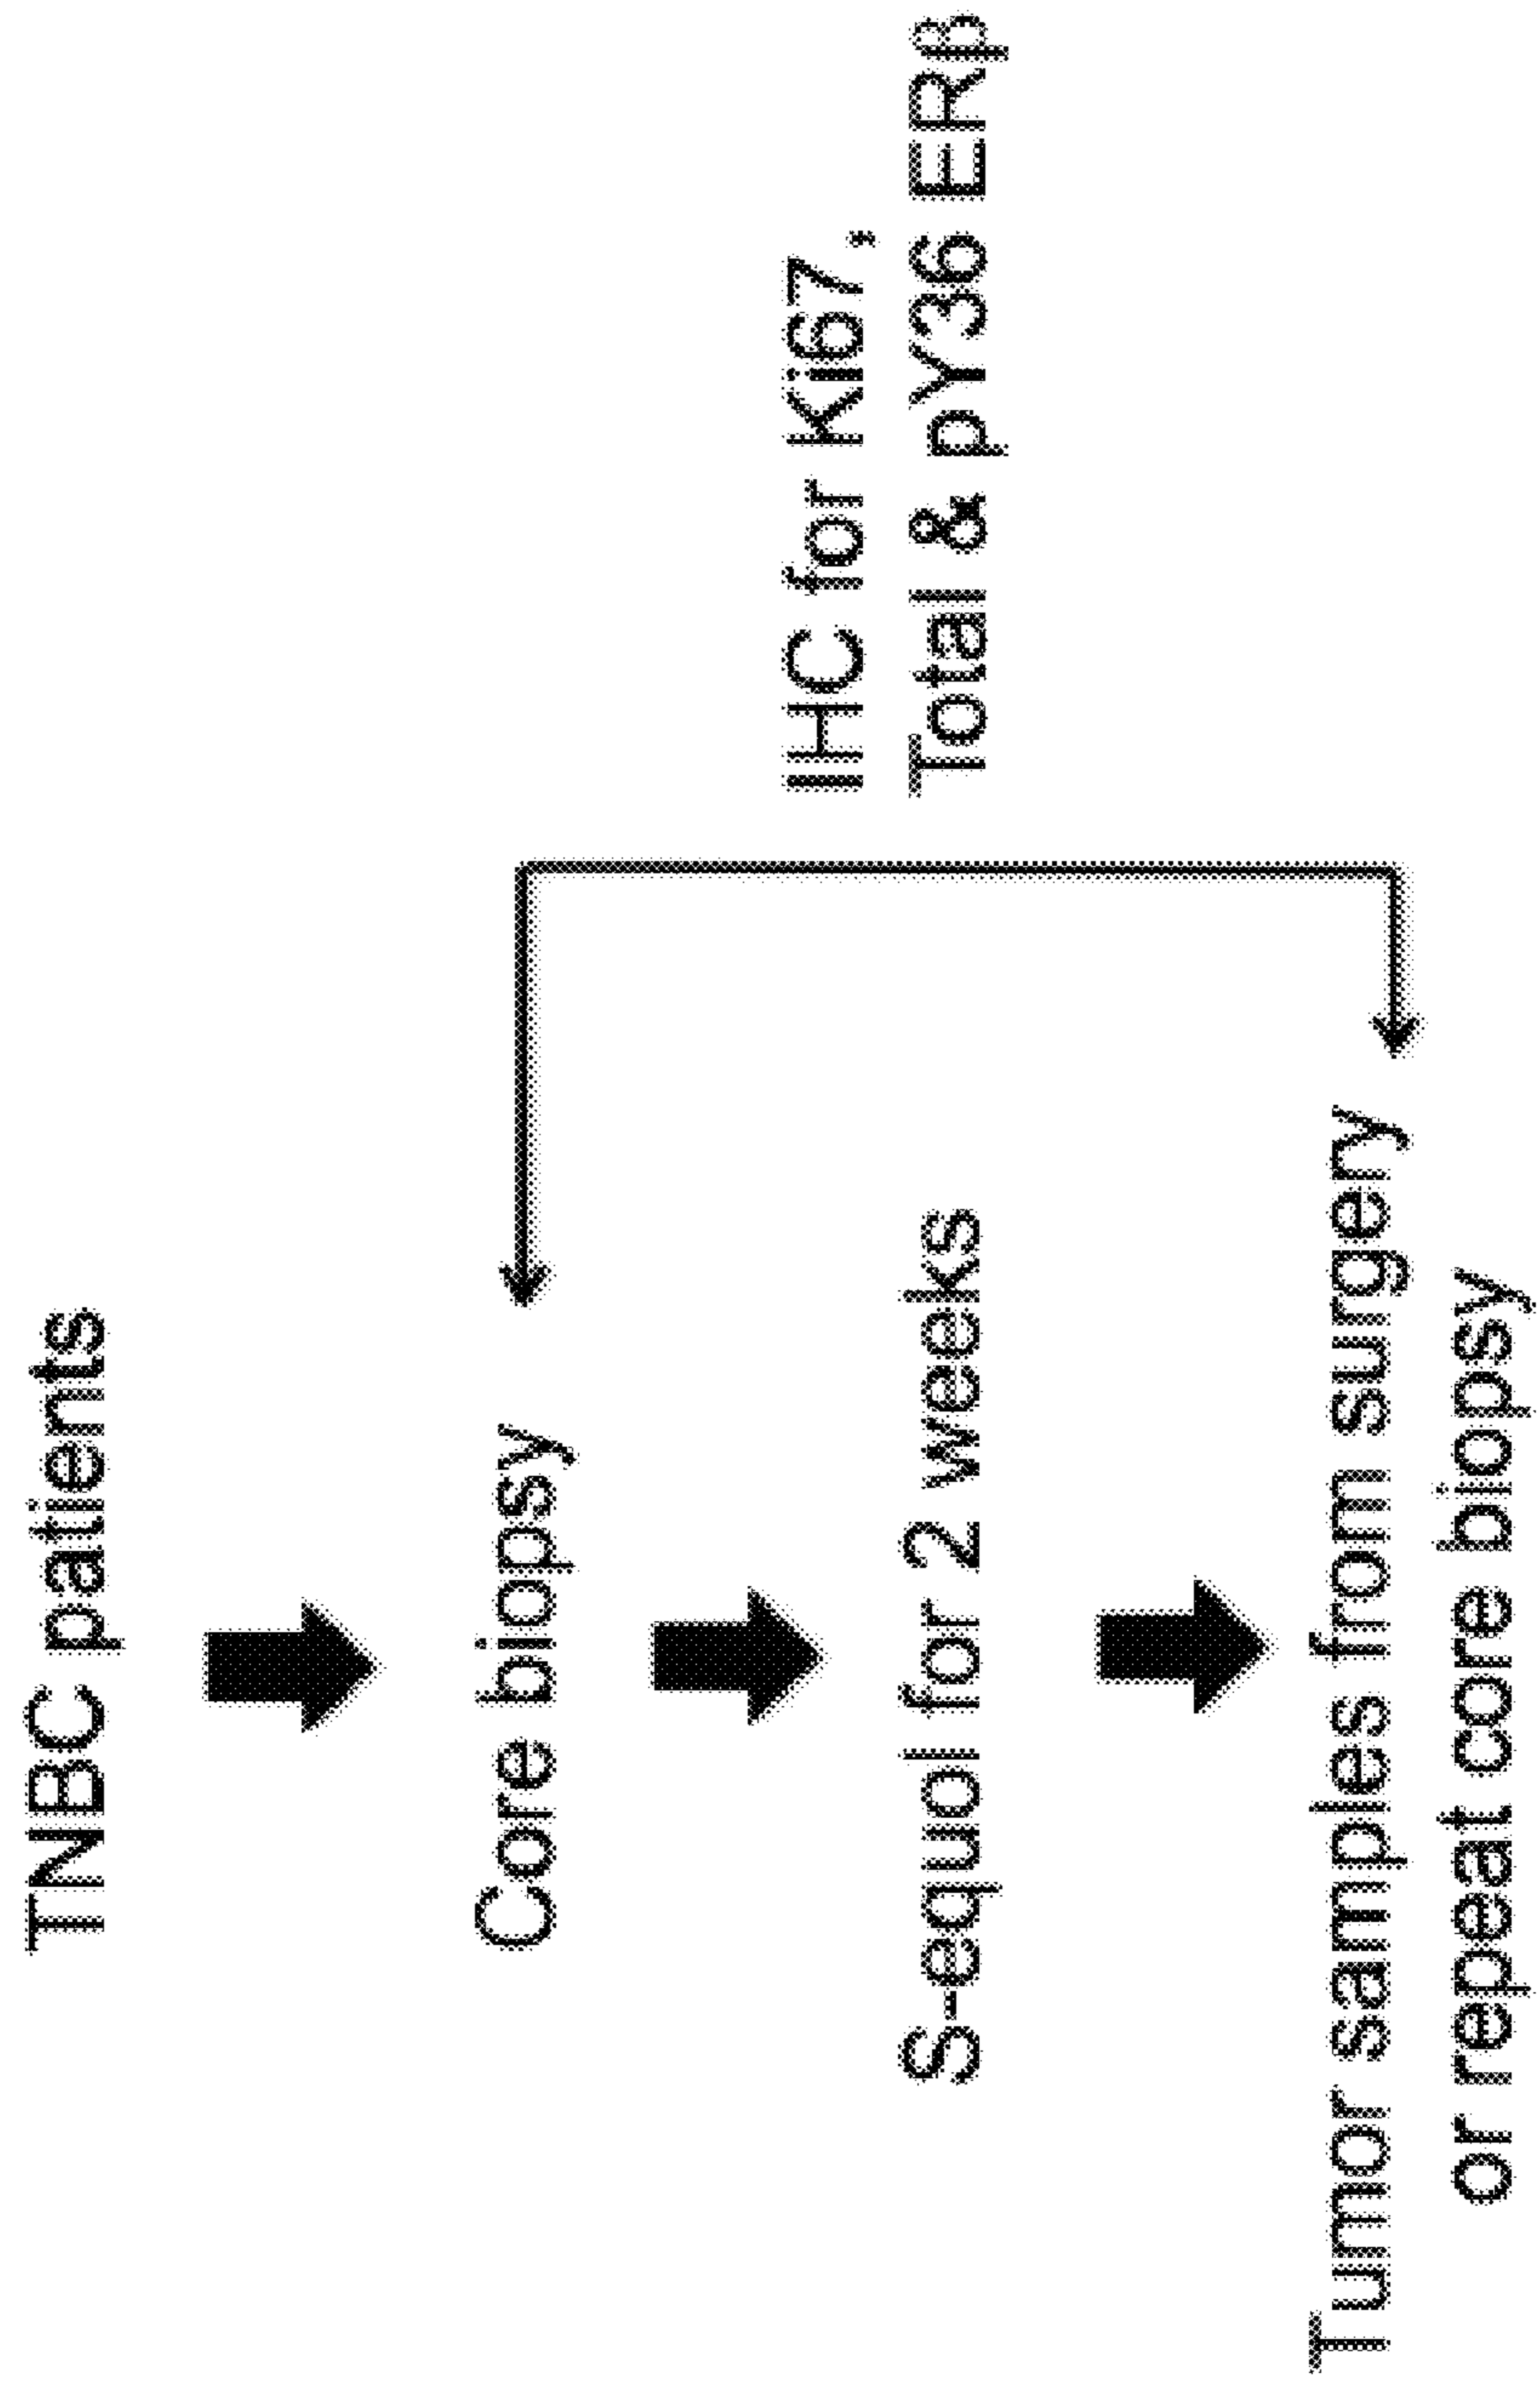 TNBC patients
Core biopsy
IHC for Ki67,
Total & pY36 ERβ
S-equol for 2 weeks
Tumor samples from surgery
or repeat core biopsy